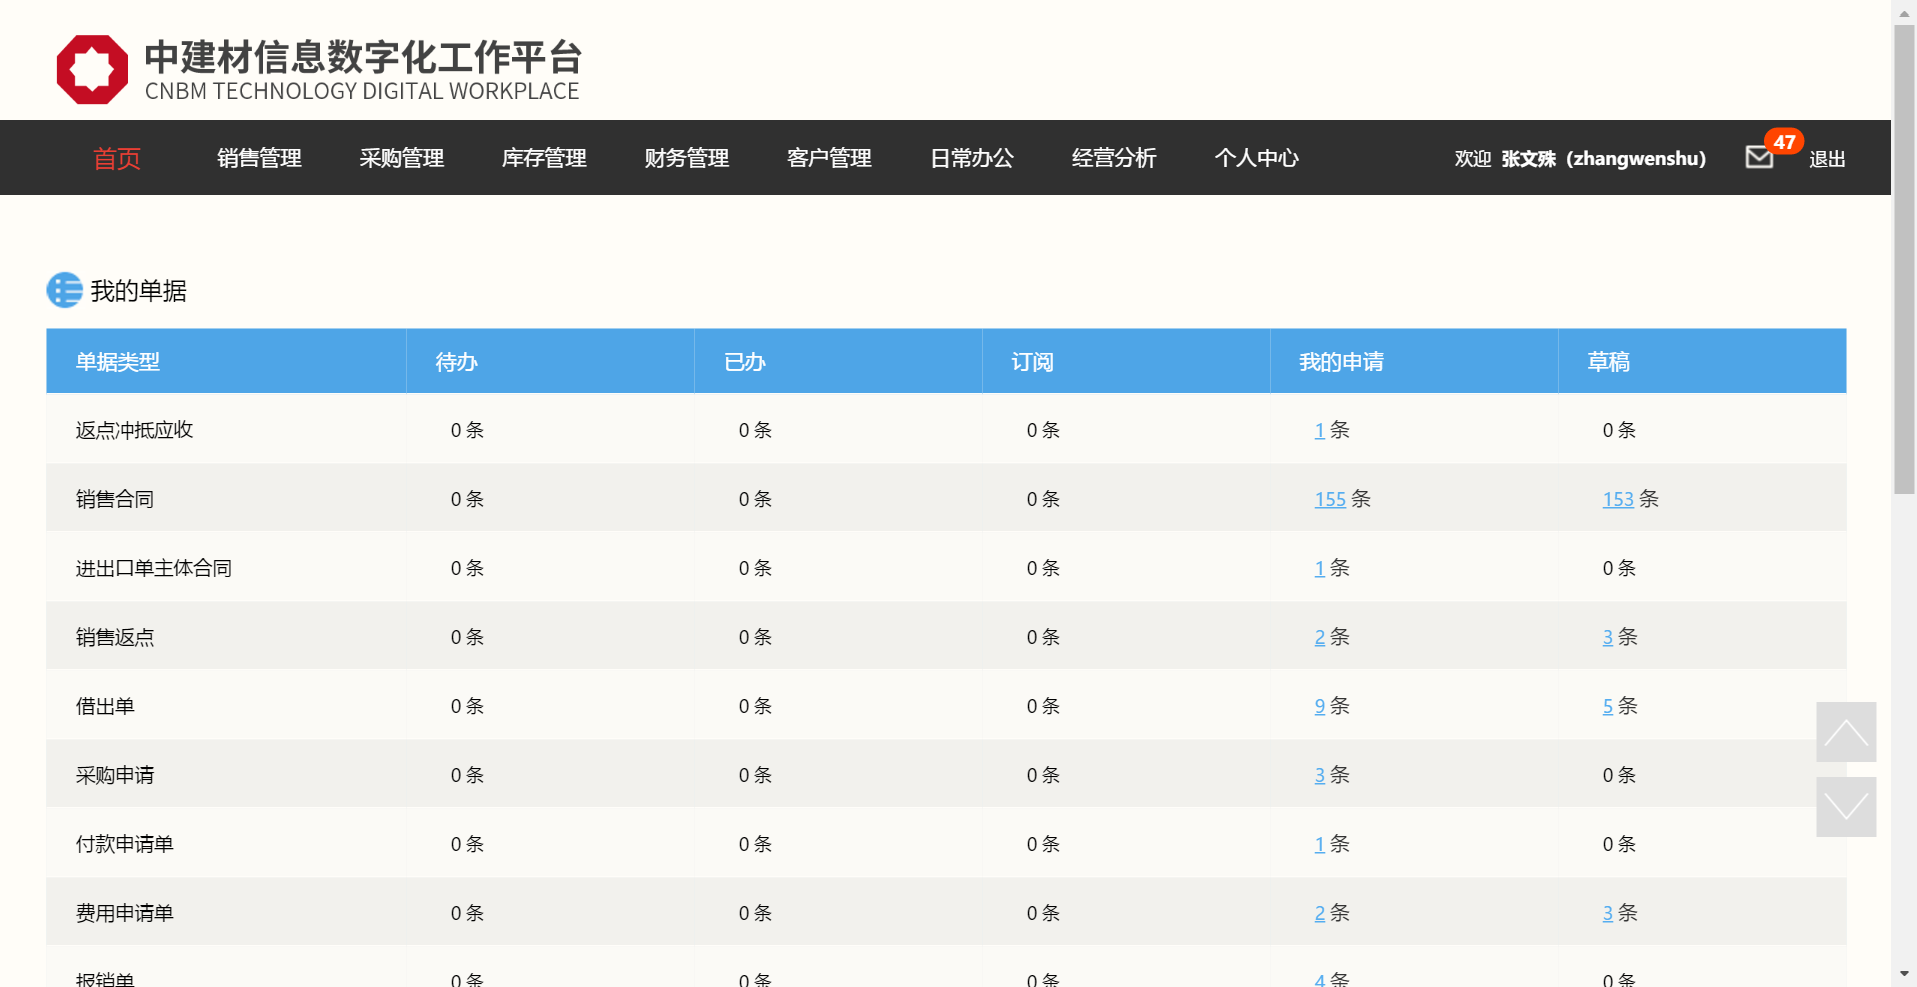 中建材信息数字化工作平台
CNBM TECHNOLOGY DIGITAL WORKPLACE
首页 销售管理 采购管理 库存管理 财务管理 客户管理 日常办公 经营分析 个人中心 欢迎 张文殊（zhangwenshu） 47 退出
我的单据
单据类型 待办 已办 订阅 我的申请 草稿
返点冲抵应收 0 条 0 条 0 条 1 条 0 条
销售合同 0 条 0 条 0 条 155 条 153 条
进出口单主体合同 0 条 0 条 0 条 1 条 0 条
销售返点 0 条 0 条 0 条 2 条 3 条
借出单 0 条 0 条 0 条 9 条 5 条
采购申请 0 条 0 条 0 条 3 条 0 条
付款申请单 0 条 0 条 0 条 1 条 0 条
费用申请单 0 条 0 条 0 条 2 条 3 条
报销单 0 条 0 条 0 条 4 条 0 条